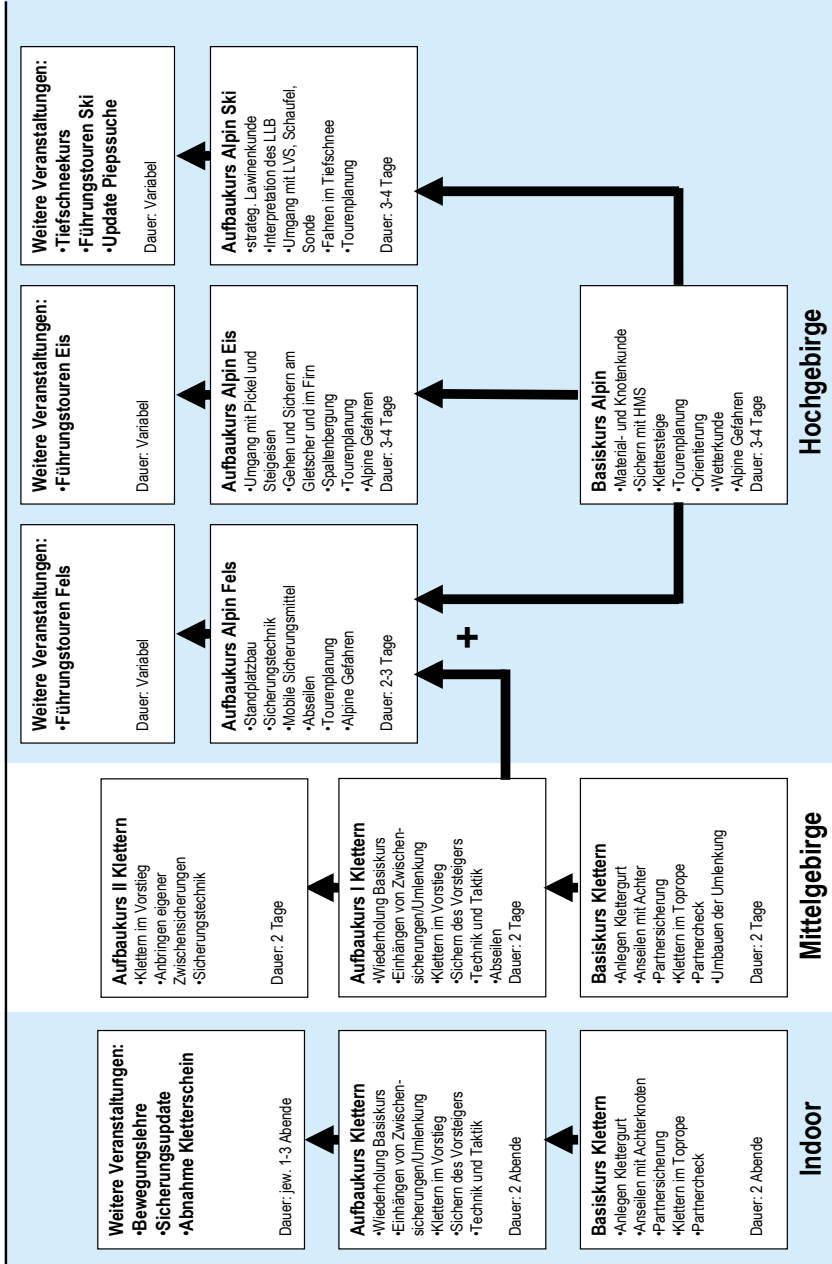 Weitere Veranstaltungen:
•Bewegungslehre
•Sicherungsupdate
•Abnahme Kletterschein
Dauer: jew. 1-3 Abende
Aufbaukurs Klettern
•Wiederholung Basiskurs
•Einhängen von Zwischen-
sicherungen/Umlenkung
•Klettern im Vorstieg
•Sichern des Vorsteigers
•Technik und Taktik
Dauer: 2 Abende
Basiskurs Klettern
•Anlegen Klettergurt
•Anseilen mit Achterknoten
•Partnersicherung
•Klettern im Toprope
•Partnercheck
Dauer: 2 Abende
Indoor
Aufbaukurs II Klettern
•Klettern im Vorstieg
•Anbringen eigener
Zwischensicherungen
•Sicherungstechnik
Dauer: 2 Tage
Aufbaukurs I Klettern
•Wiederholung Basiskurs
•Einhängen von Zwischen-
sicherungen/Umlenkung
•Klettern im Vorstieg
•Sichern des Vorsteigers
•Technik und Taktik
•Abseilen
Dauer: 2 Tage
Basiskurs Klettern
•Anlegen Klettergurt
•Anseilen mit Achter
•Partnersicherung
•Klettern im Toprope
•Partnercheck
•Umbauen der Umlenkung
Dauer: 2 Tage
Mittelgebirge
Weitere Veranstaltungen:
•Führungstouren Fels
Dauer: Variabel
Aufbaukurs Alpin Fels
•Standplatzbau
•Sicherungstechnik
•Mobile Sicherungsmittel
•Abseilen
•Tourenplanung
•Alpine Gefahren
Dauer: 2-3 Tage
+
Weitere Veranstaltungen:
•Führungstouren Eis
Dauer: Variabel
Aufbaukurs Alpin Eis
•Umgang mit Pickel und
Steigeisen
•Gehen und Sichern am
Gletscher und im Firn
•Spaltenbergung
•Tourenplanung
•Alpine Gefahren
Dauer: 3-4 Tage
Weitere Veranstaltungen:
•Tiefschneekurs
•Führungstouren Ski
•Update Piepssuche
Dauer: Variabel
Aufbaukurs Alpin Ski
•strateg. Lawinenkunde
•Interpretation des LLB
•Umgang mit LVS, Schaufel,
Sonde
•Fahren im Tiefschnee
•Tourenplanung
Dauer: 3-4 Tage
Basiskurs Alpin
•Material- und Knotenkunde
•Sichern mit HMS
•Klettersteige
•Tourenplanung
•Orientierung
•Wetterkunde
•Alpine Gefahren
Dauer: 3-4 Tage
Hochgebirge